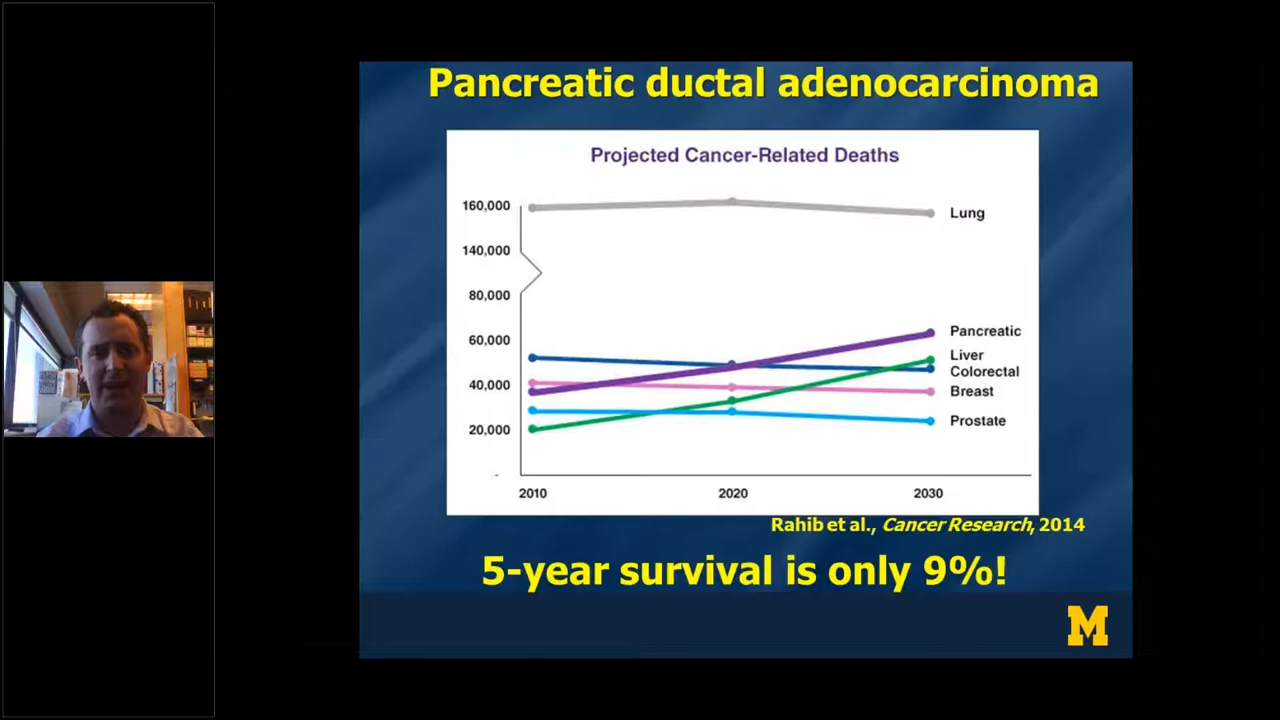 Pancreatic ductal adenocarcinoma
Projected Cancer-Related Deaths
160,000
140,000
80,000
60,000
40,000
20,000
-
Lung
Pancreatic
Liver
Colorectal
Breast
Prostate
2010 2020 2030
Rahib et al., Cancer Research, 2014
5-year survival is only 9%!
M